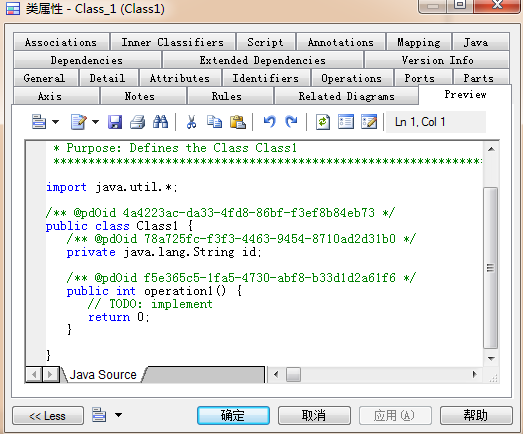 类属性 - Class_1 (Class1)
Associations Inner Classifiers Script Annotations Mapping Java
Dependencies Extended Dependencies Version Info
General Detail Attributes Identifiers Operations Ports Parts
Axis Notes Rules Related Diagrams Preview
Ln 1, Col 1
* Purpose: Defines the Class Class1
***********************************************************************
import java.util.*;
/** @pdOid 4a4223ac-da33-4fd8-86bf-f3ef8b84eb73 */
public class Class1 {
/** @pdOid 78a725fc-f3f3-4463-9454-8710ad2d31b0 */
private java.lang.String id;
/** @pdOid f5e365c5-1fa5-4730-abf8-b33d1d2a61f6 */
public int operation1() {
// TODO: implement
return 0;
}
}
Java Source
<< Less 确定 取消 应用(A) 帮助